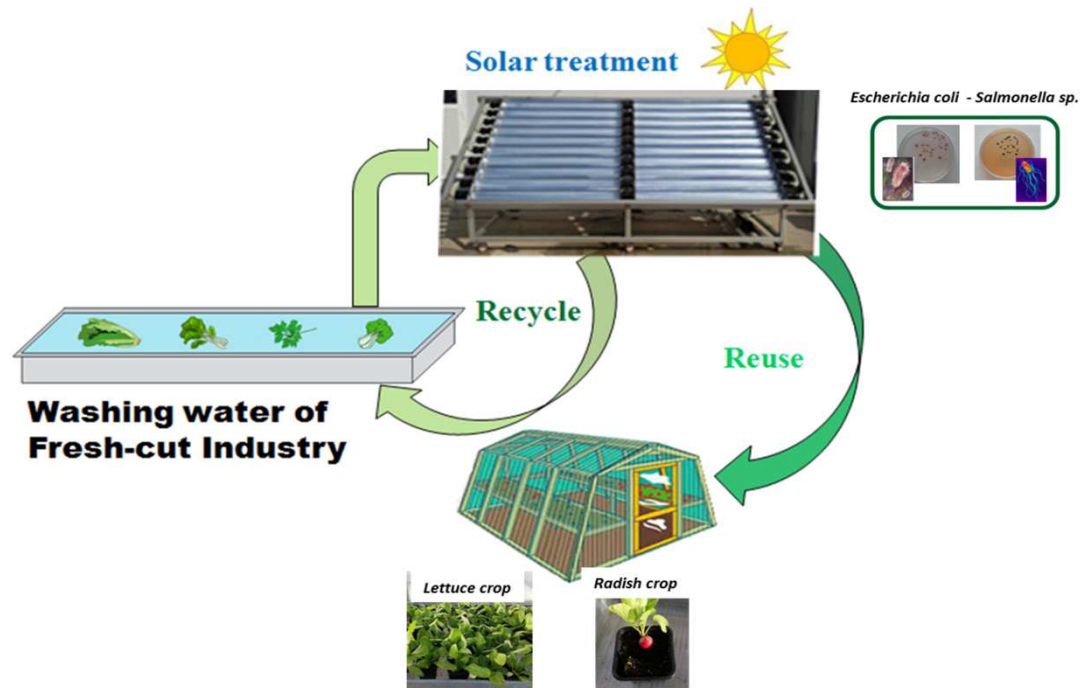 Solar treatment
Escherichia coli - Salmonella sp.
Recycle
Reuse
Washing water of
Fresh-cut Industry
Lettuce crop
Radish crop